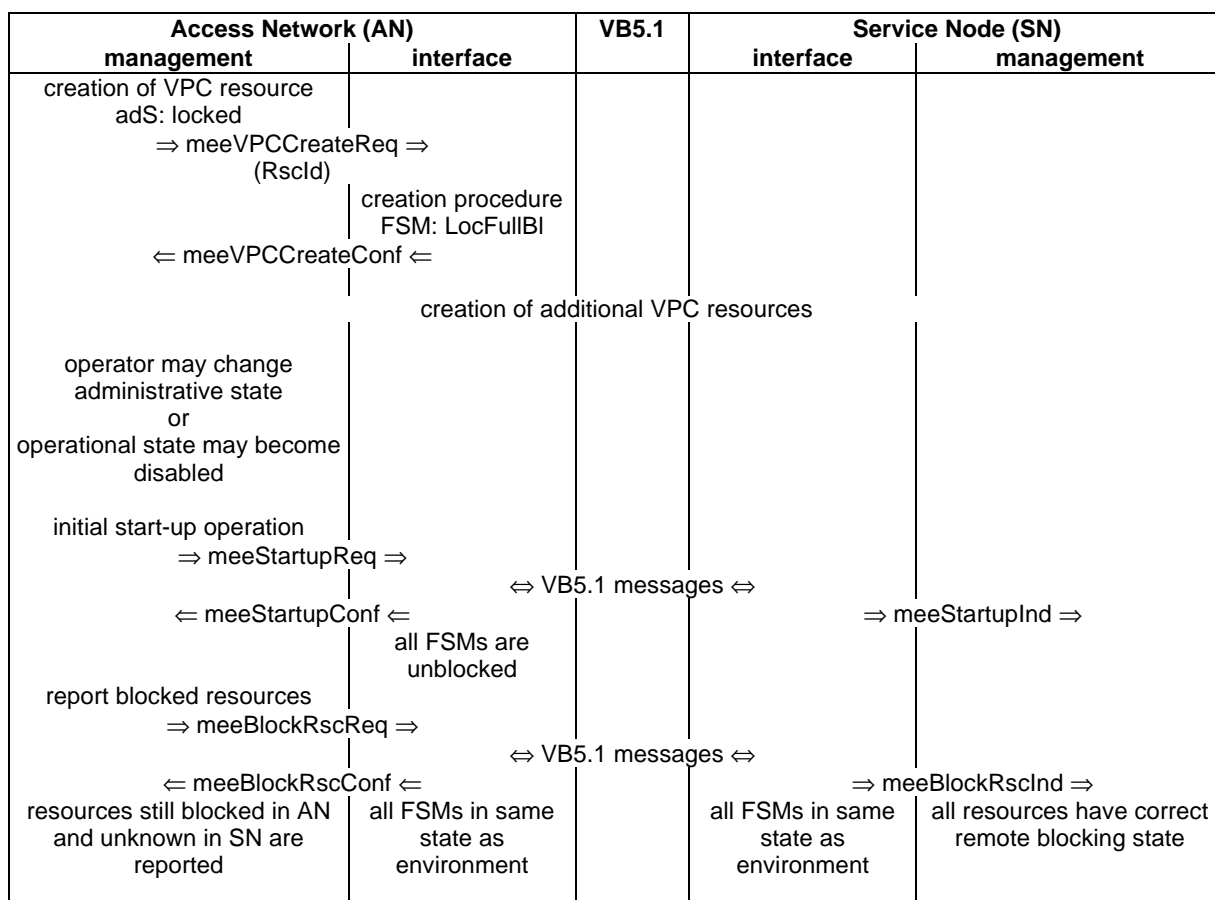 Access Network (AN) VB5.1 Service Node (SN)
management interface interface management
creation of VPC resource
adS: locked
⇒ meeVPCCreateReq ⇒
(RscId)
creation procedure
FSM: LocFullBl
⇐ meeVPCCreateConf ⇐
creation of additional VPC resources
operator may change
administrative state
or
operational state may become
disabled
initial start-up operation
⇒ meeStartupReq ⇒
⇔ VB5.1 messages ⇔
⇐ meeStartupConf ⇐ ⇒ meeStartupInd ⇒
all FSMs are
unblocked
report blocked resources
⇒ meeBlockRscReq ⇒
⇔ VB5.1 messages ⇔
⇐ meeBlockRscConf ⇐ ⇒ meeBlockRscInd ⇒
resources still blocked in AN all FSMs in same all FSMs in same all resources have correct
and unknown in SN are state as state as remote blocking state
reported environment environment